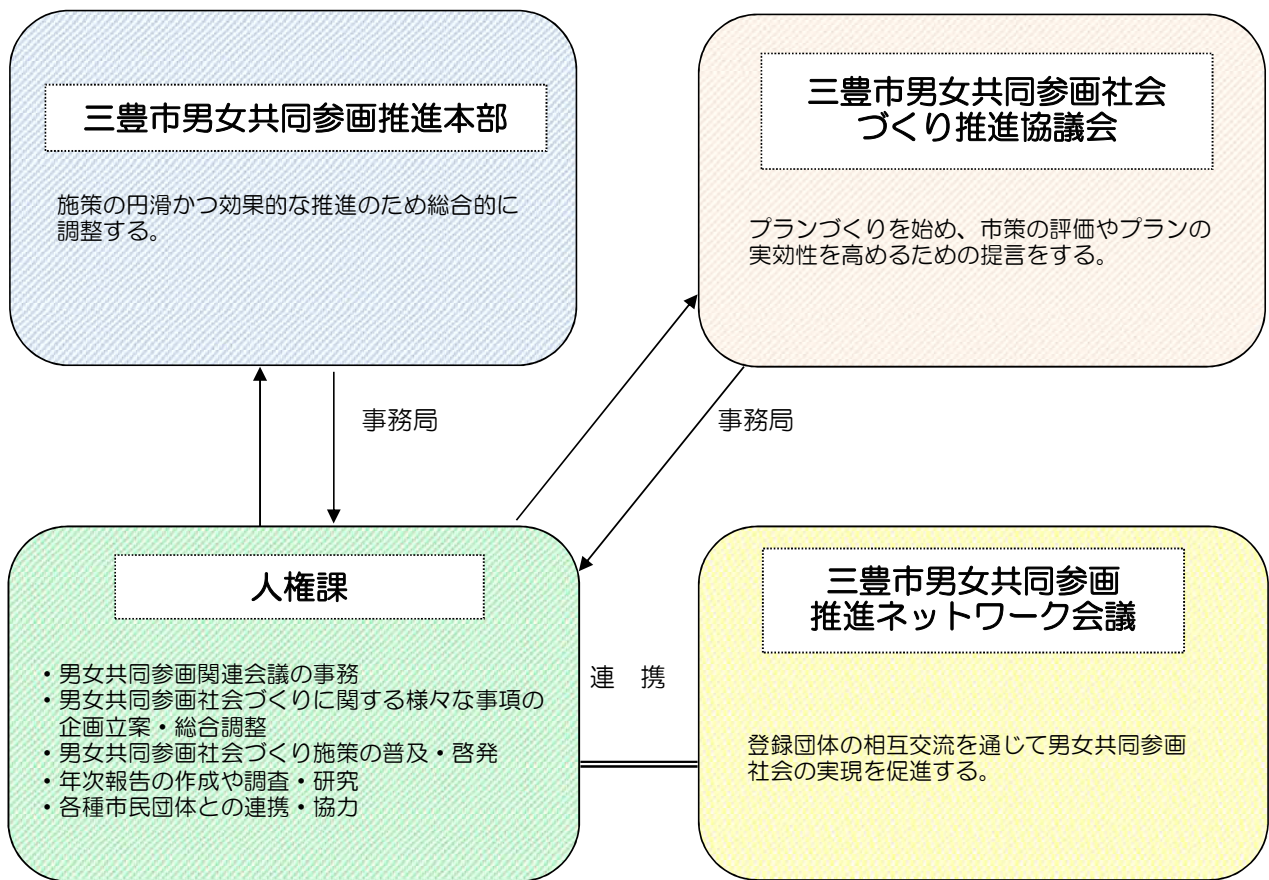 三豊市男女共同参画推進本部
施策の円滑かつ効果的な推進のため総合的に
調整する。
三豊市男女共同参画社会
づくり推進協議会
プランづくりを始め、市策の評価やプランの
実効性を高めるための提言をする。
事務局
事務局
人権課
・男女共同参画関連会議の事務
・男女共同参画社会づくりに関する様々な事項の
企画立案・総合調整
・男女共同参画社会づくり施策の普及・啓発
・年次報告の作成や調査・研究
・各種市民団体との連携・協力
連　携
三豊市男女共同参画
推進ネットワーク会議
登録団体の相互交流を通じて男女共同参画
社会の実現を促進する。